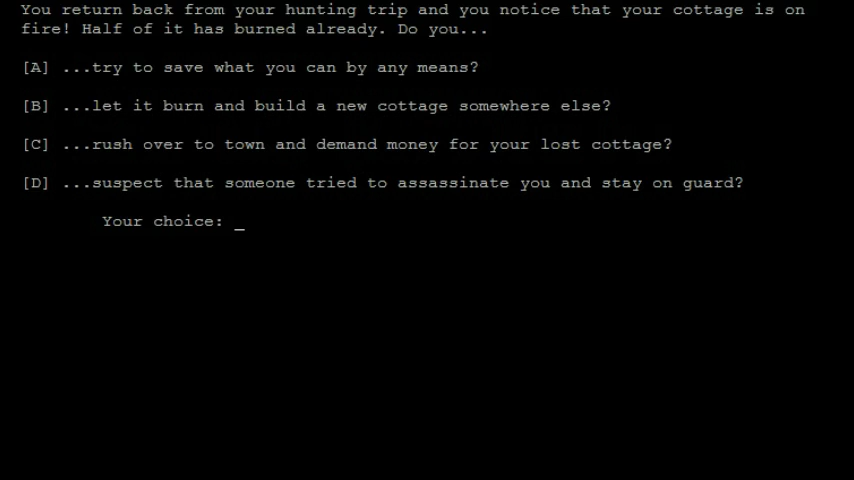 You return back from your hunting trip and you notice that your cottage is on
fire! Half of it has burned already. Do you...
[A] ...try to save what you can by any means?
[B] ...let it burn and build a new cottage somewhere else?
[C] ...rush over to town and demand money for your lost cottage?
[D] ...suspect that someone tried to assassinate you and stay on guard?
Your choice: _